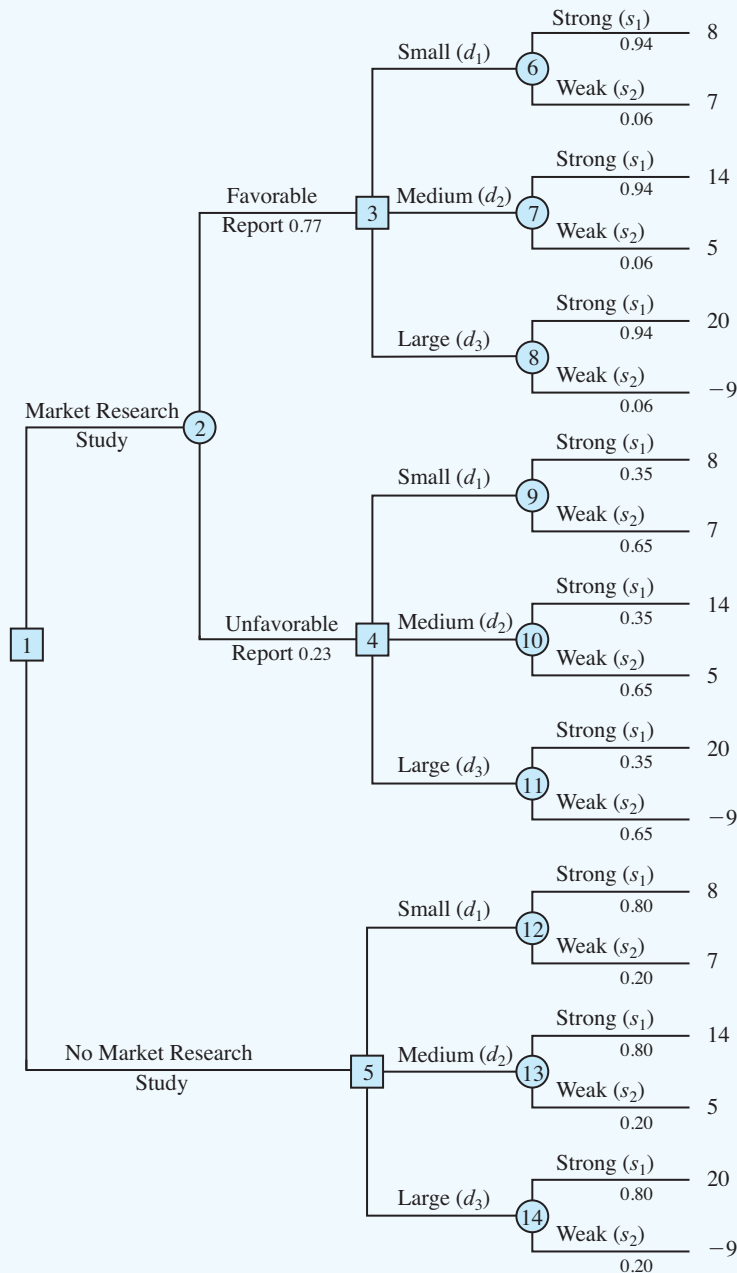 Strong (s₁)
0.94
8
Small (d₁)
6
Weak (s₂)
0.06
7
Strong (s₁)
0.94
14
Favorable
Report 0.77
3
Medium (d₂)
7
Weak (s₂)
0.06
5
Strong (s₁)
0.94
20
Large (d₃)
8
Weak (s₂)
0.06
−9
Market Research
Study
2
Strong (s₁)
0.35
8
Small (d₁)
9
Weak (s₂)
0.65
7
Strong (s₁)
0.35
14
1
Unfavorable
Report 0.23
4
Medium (d₂)
10
Weak (s₂)
0.65
5
Strong (s₁)
0.35
20
Large (d₃)
11
Weak (s₂)
0.65
−9
Strong (s₁)
0.80
8
Small (d₁)
12
Weak (s₂)
0.20
7
Strong (s₁)
0.80
14
No Market Research
Study
5
Medium (d₂)
13
Weak (s₂)
0.20
5
Strong (s₁)
0.80
20
Large (d₃)
14
Weak (s₂)
0.20
−9